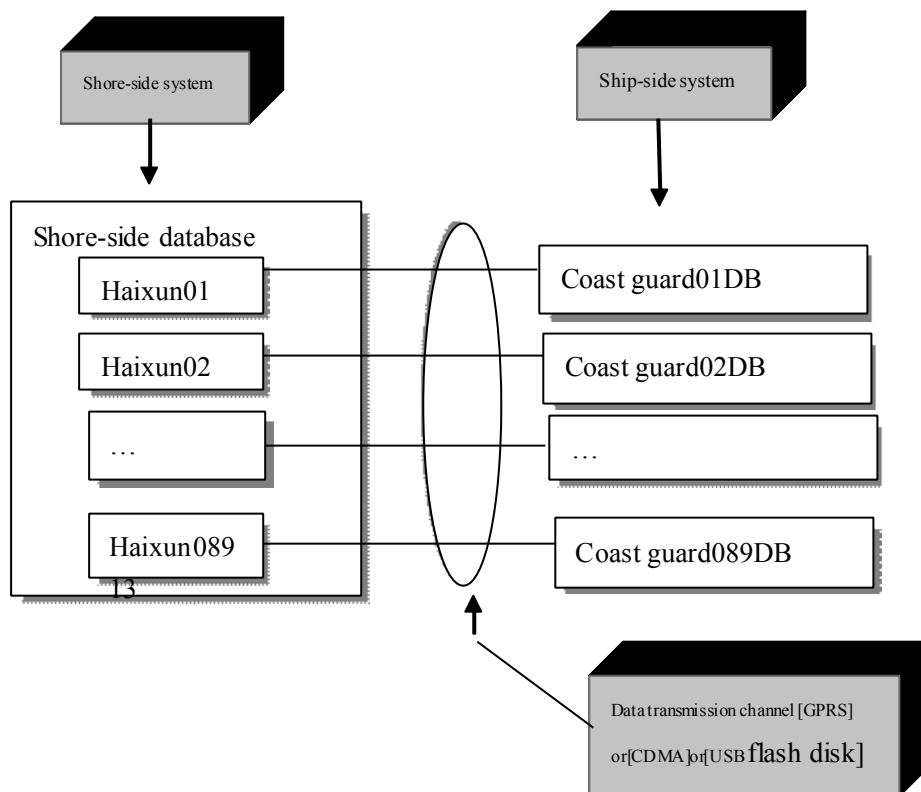 Shore-side system
Ship-side system
Shore-side database
Haixun01
Coast guard01DB
Haixun02
Coast guard02DB
…
…
Haixun089
13
Coast guard089DB
Data transmission channel [GPRS]
or[CDMA]or[USB flash disk]